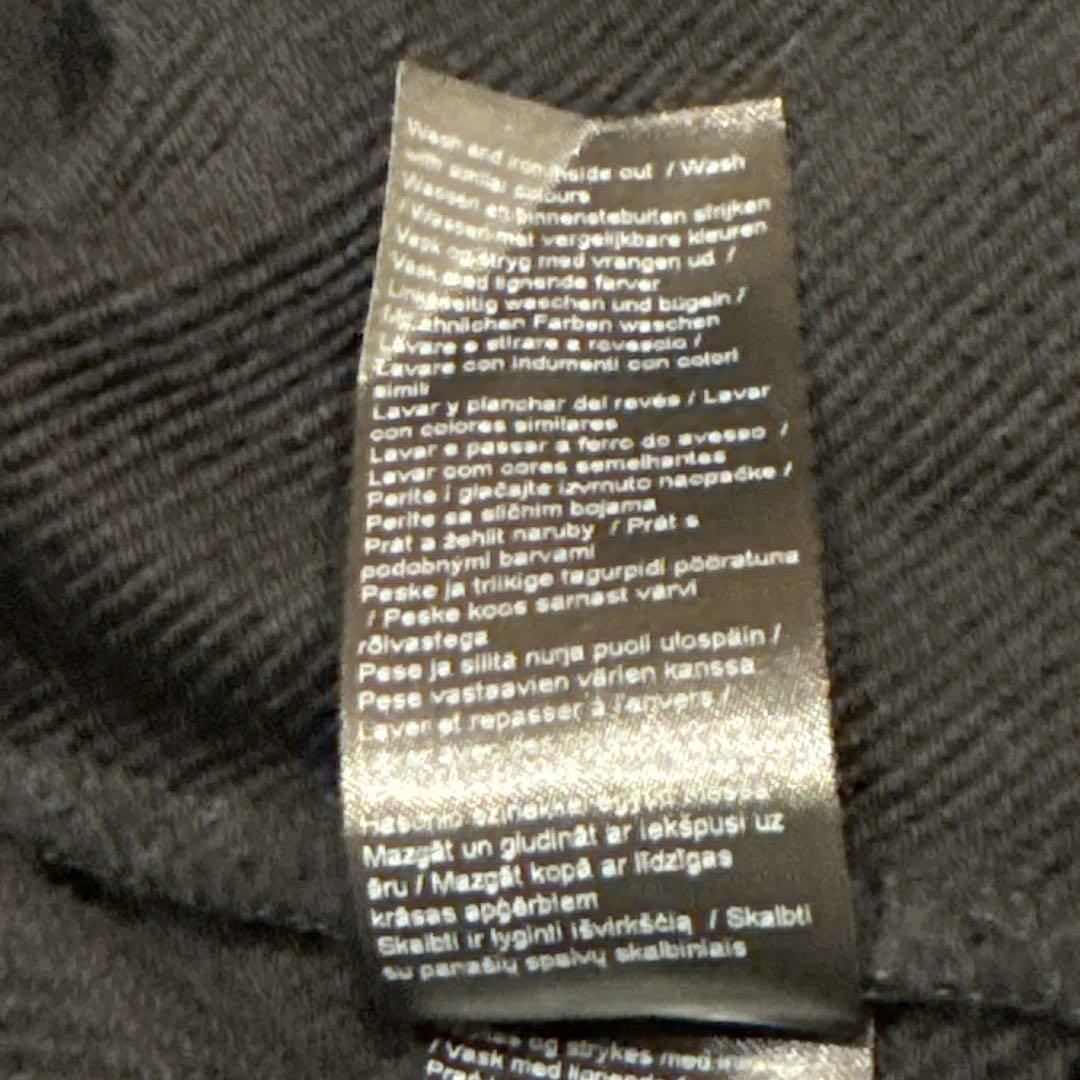 Wash and iron inside out / Wash
with similar colours
Wassen en binnenstebuiten strijken
/ Wassen met vergelijkbare kleuren
Vask og stryg med vrangen ud /
Vask med lignende farver
Linksseitig waschen und bügeln /
ähnlichen Farben waschen
Lavare e stirare a rovescio /
Lavare con indumenti con colori
simili
Lavar y planchar del revés / Lavar
con colores similares
Lavar e passar a ferro do avesso /
Lavar com cores semelhantes
Perite i glačajte izvrnuto naopačke /
Perite sa sličnim bojama
Prát a žehlit naruby / Prát s
podobnými barvami
Peske ja triikige tagurpidi pööratuna
/ Peske koos sarnast värvi
rõivastega
Pese ja silitä nurja puoli ulospäin /
Pese vastaavien värien kanssa
Laver et repasser à l'envers /
Hasonló színekkel
Mazgāt un gludināt ar iekšpusi uz
āru / Mazgāt kopā ar līdzīgas
krāsas apģērbiem
Skalbti ir lyginti išvirkščią / Skalbti
su panašių spalvų skalbiniais
og strykes med
/ Vask med